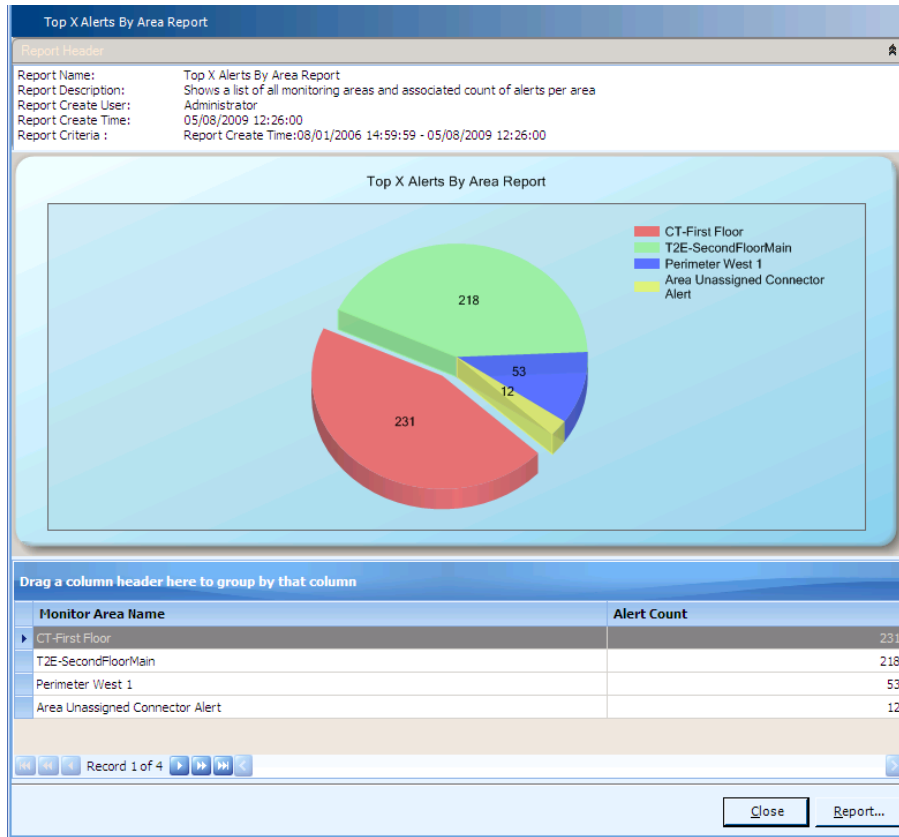 Top X Alerts By Area Report
Report Header
Report Name: Top X Alerts By Area Report
Report Description: Shows a list of all monitoring areas and associated count of alerts per area
Report Create User: Administrator
Report Create Time: 05/08/2009 12:26:00
Report Criteria : Report Create Time:08/01/2006 14:59:59 - 05/08/2009 12:26:00
Top X Alerts By Area Report
CT-First Floor
T2E-SecondFloorMain
Perimeter West 1
Area Unassigned Connector
Alert
218
53
12
231
Drag a column header here to group by that column
Monitor Area Name Alert Count
CT-First Floor 231
T2E-SecondFloorMain 218
Perimeter West 1 53
Area Unassigned Connector Alert 12
Record 1 of 4
Close Report...